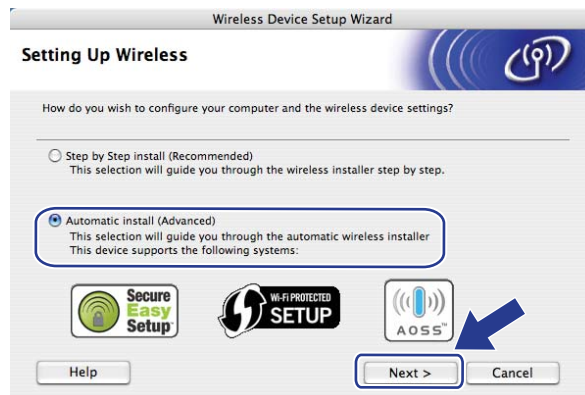 Wireless Device Setup Wizard
Setting Up Wireless
How do you wish to configure your computer and the wireless device settings?
Step by Step install (Recommended)
This selection will guide you through the wireless installer step by step.
Automatic install (Advanced)
This selection will guide you through the automatic wireless installer
This device supports the following systems:
Secure
Easy
Setup™
Wi-Fi PROTECTED
SETUP
AOSS™
Help
Next >
Cancel